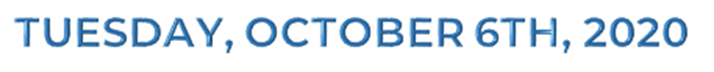 TUESDAY, OCTOBER 6TH, 2020